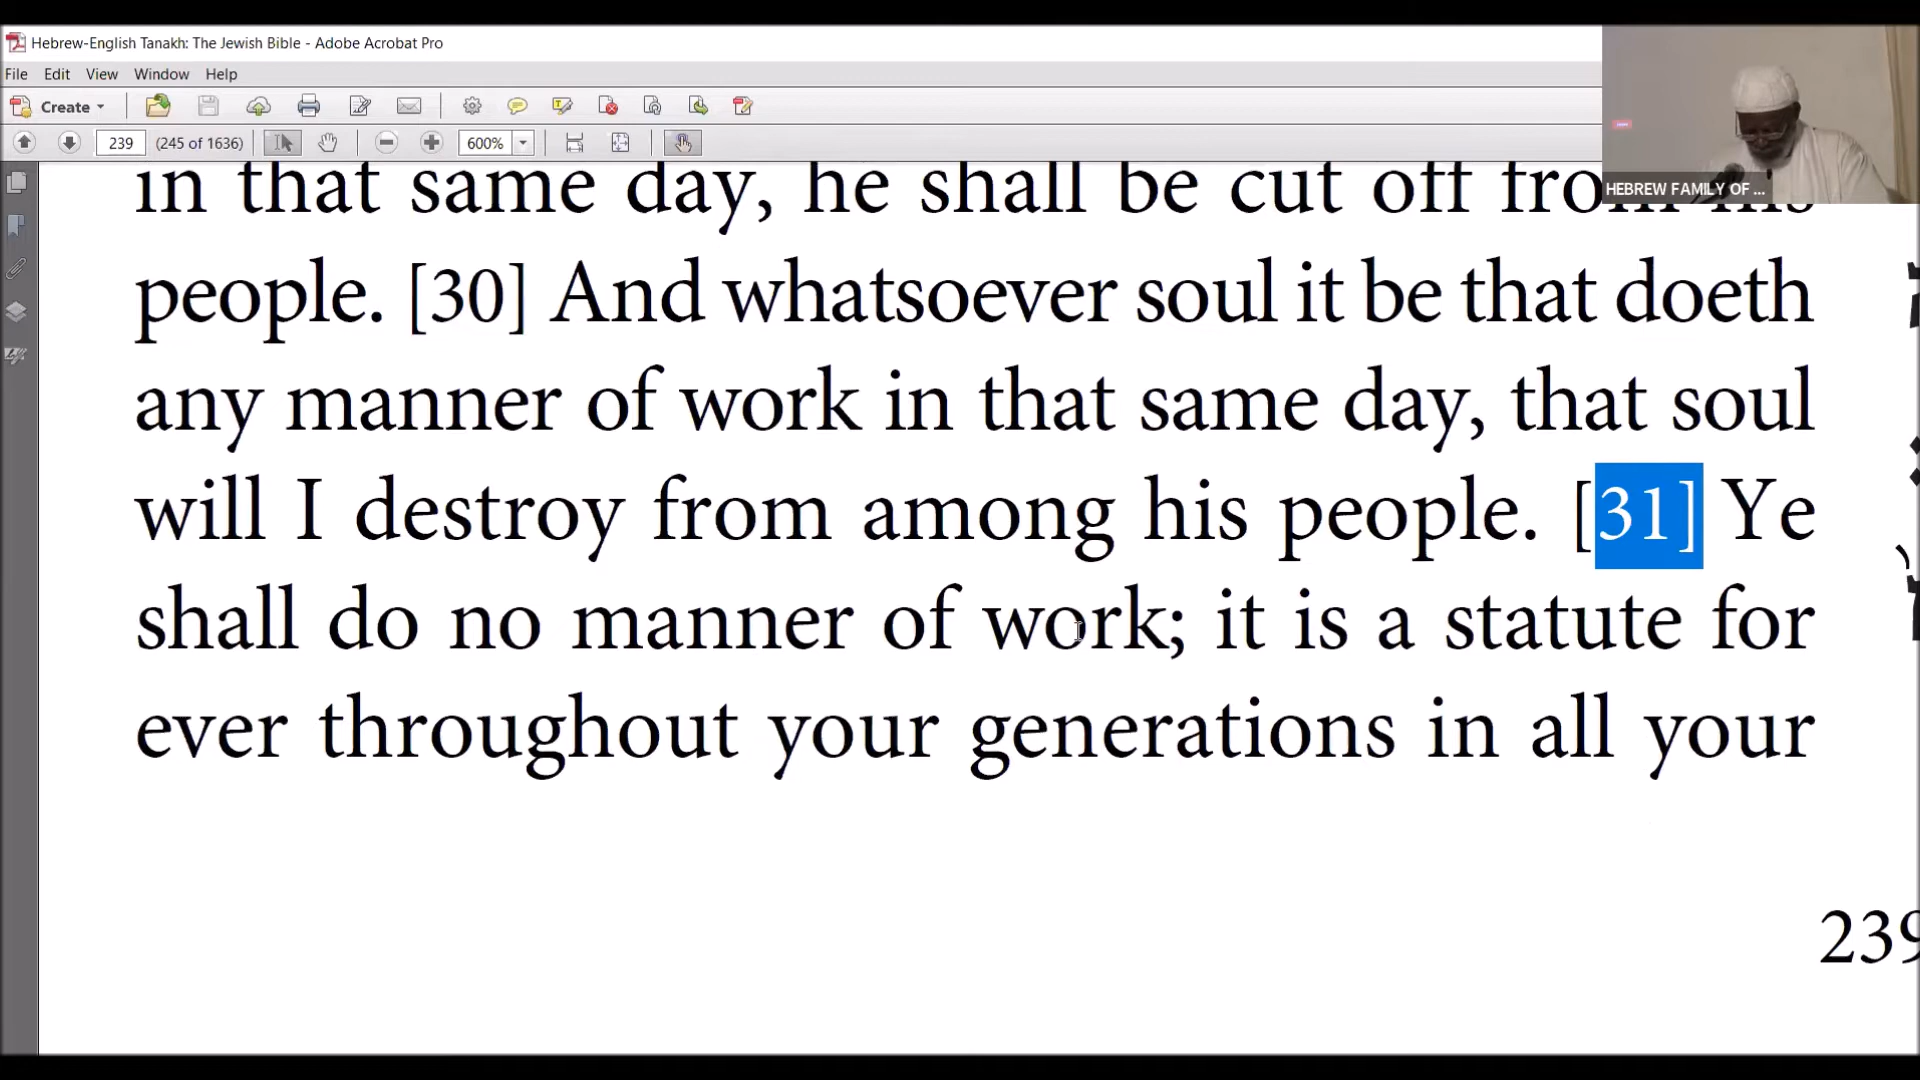 Hebrew-English Tanakh: The Jewish Bible - Adobe Acrobat Pro
File Edit View Window Help
Create
239 (245 of 1636) 600%
HEBREW FAMILY OF ...
in that same day, he shall be cut off from his
people. [30] And whatsoever soul it be that doeth
any manner of work in that same day, that soul
will I destroy from among his people. [31] Ye
shall do no manner of work; it is a statute for
ever throughout your generations in all your
239